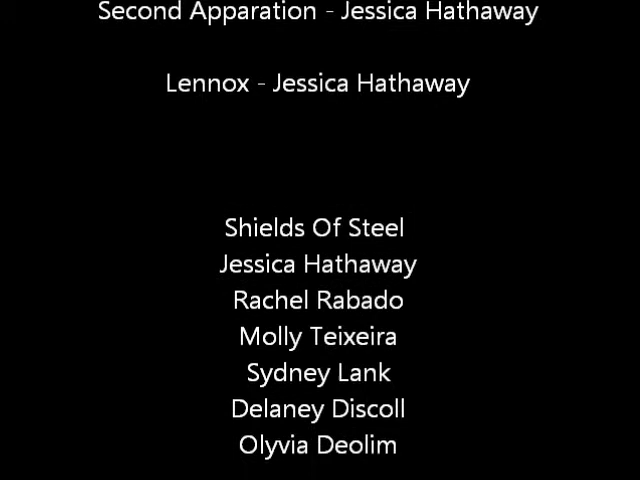 Second Apparation - Jessica Hathaway
Lennox - Jessica Hathaway
Shields Of Steel
Jessica Hathaway
Rachel Rabado
Molly Teixeira
Sydney Lank
Delaney Discoll
Olyvia Deolim